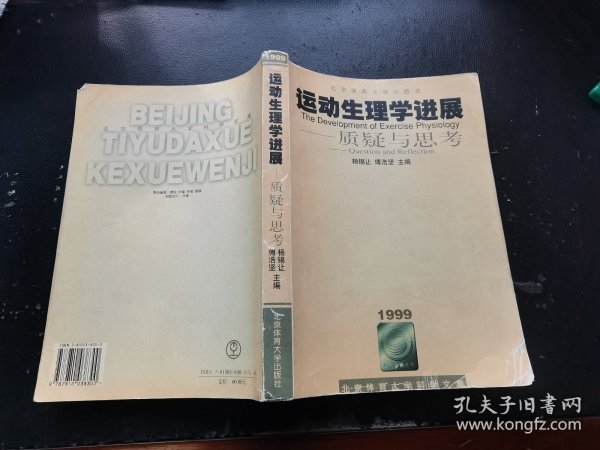 北京体育大学出版社
运动生理学进展
The Development of Exercise Physiology
质疑与思考
Question and Reflection
杨锡让 傅浩坚 主编
1999
北京体育大学科学文
1999
运动生理学进展
质疑与思考
杨锡让
傅浩坚
主编
北京体育大学出版社
BEIJING
TIYUDAXUE
KEXUEWENJI
孔夫子旧书网
www.kongfz.com